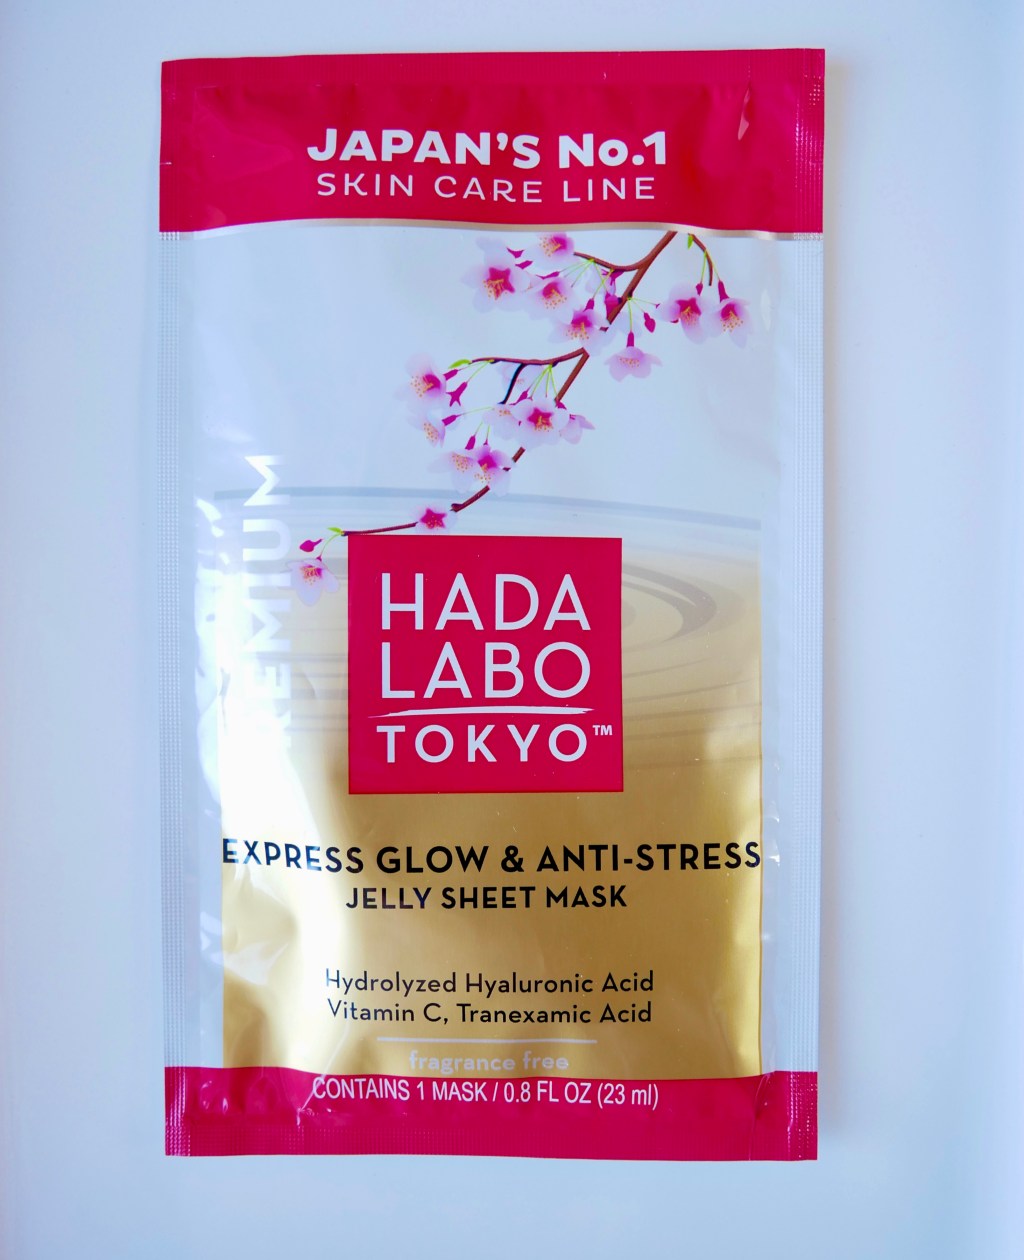 JAPAN'S No.1
SKIN CARE LINE
PREMIUM
HADA
LABO
TOKYO™
EXPRESS GLOW & ANTI-STRESS
JELLY SHEET MASK
Hydrolyzed Hyaluronic Acid
Vitamin C, Tranexamic Acid
fragrance free
CONTAINS 1 MASK / 0.8 FL OZ (23 ml)